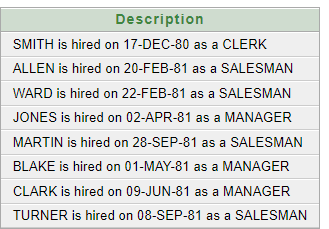 Description
SMITH is hired on 17-DEC-80 as a CLERK
ALLEN is hired on 20-FEB-81 as a SALESMAN
WARD is hired on 22-FEB-81 as a SALESMAN
JONES is hired on 02-APR-81 as a MANAGER
MARTIN is hired on 28-SEP-81 as a SALESMAN
BLAKE is hired on 01-MAY-81 as a MANAGER
CLARK is hired on 09-JUN-81 as a MANAGER
TURNER is hired on 08-SEP-81 as a SALESMAN